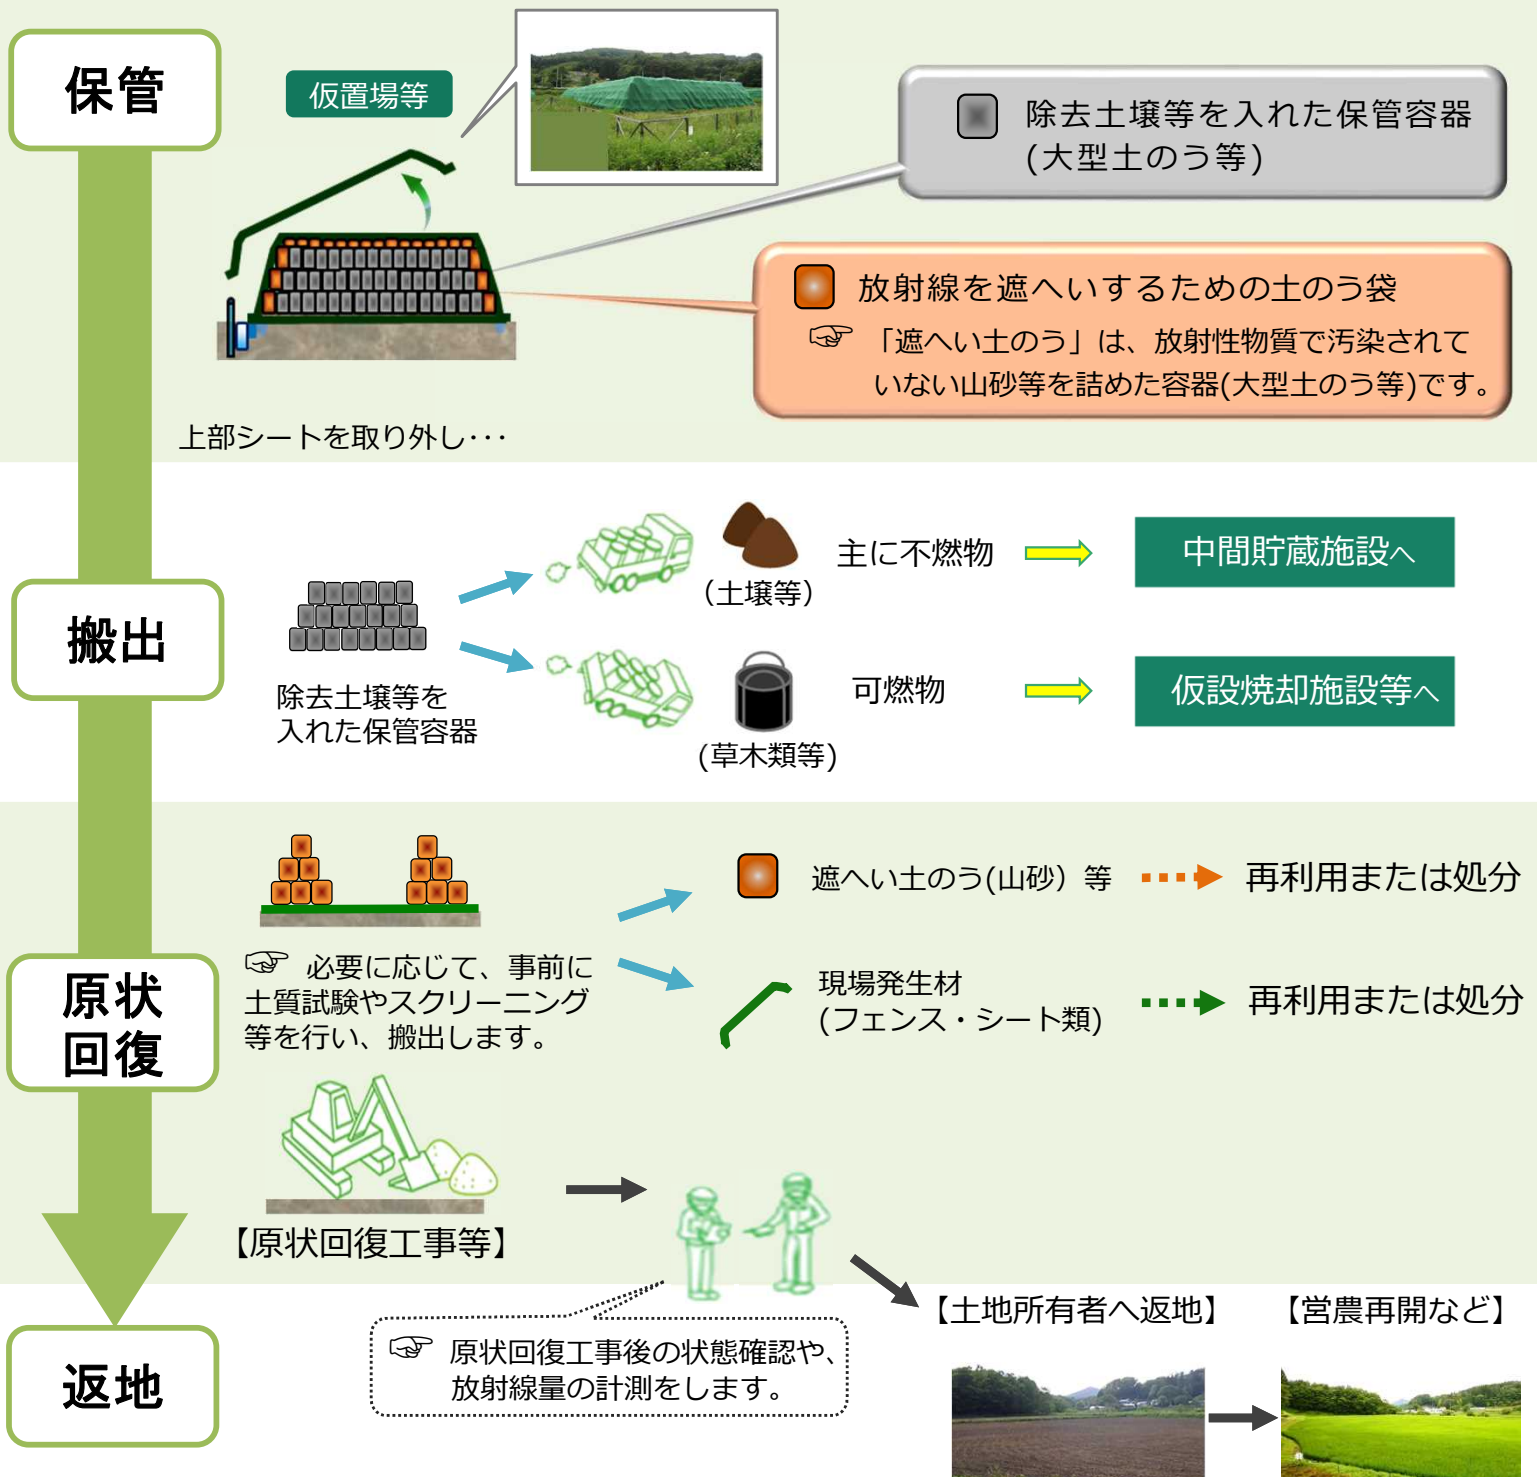 保管
仮置場等
除去土壌等を入れた保管容器
(大型土のう等)
放射線を遮へいするための土のう袋
☞ 「遮へい土のう」は、放射性物質で汚染されて
いない山砂等を詰めた容器(大型土のう等)です。
上部シートを取り外し･･･
搬出
除去土壌等を
入れた保管容器
(土壌等)
主に不燃物
中間貯蔵施設へ
(草木類等)
可燃物
仮設焼却施設等へ
原状
回復
☞ 必要に応じて、事前に
土質試験やスクリーニング
等を行い、搬出します。
遮へい土のう(山砂）等
再利用または処分
現場発生材
(フェンス・シート類)
再利用または処分
【原状回復工事等】
☞ 原状回復工事後の状態確認や、
放射線量の計測をします。
返地
【土地所有者へ返地】
【営農再開など】